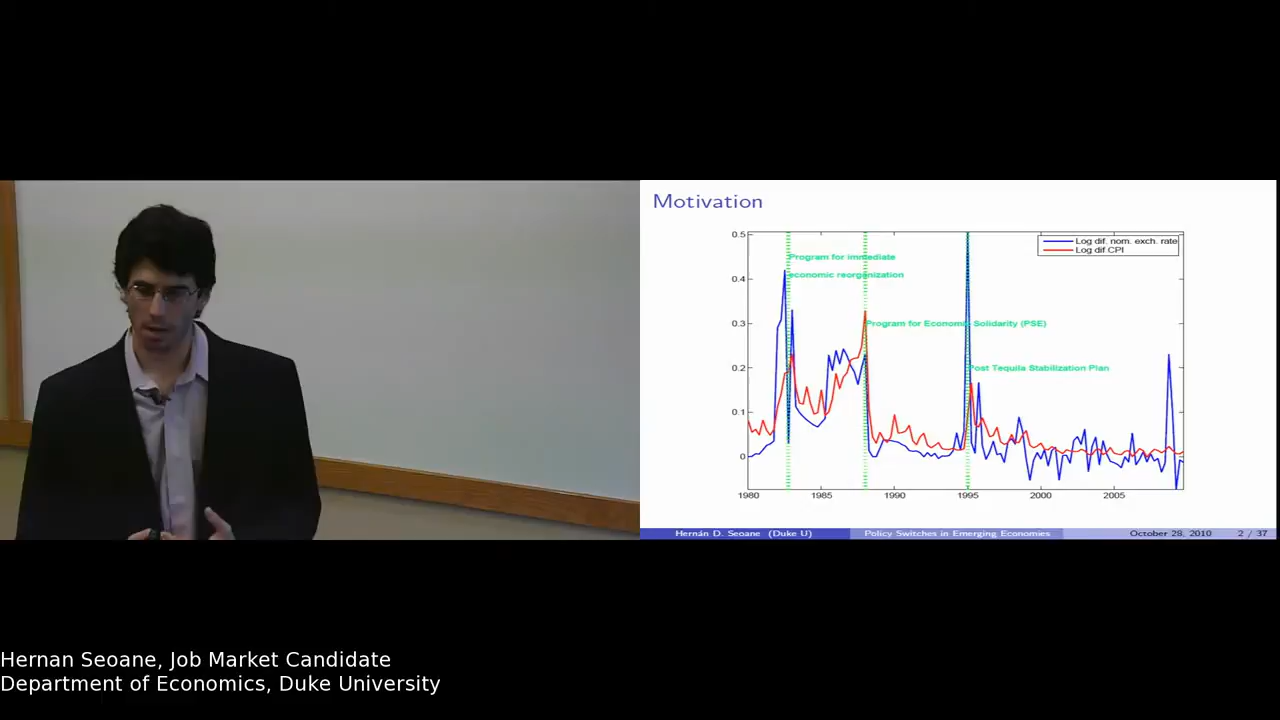 Motivation
0.5
0.4
0.3
0.2
0.1
0
Log dif. nom. exch. rate
Log dif CPI
Program for immediate
economic reorganization
Program for Economic Solidarity (PSE)
Post Tequila Stabilization Plan
1980 1985 1990 1995 2000 2005
Hernán D. Seoane (Duke U) Policy Switches in Emerging Economies October 28, 2010 2 / 37
Hernan Seoane, Job Market Candidate
Department of Economics, Duke University